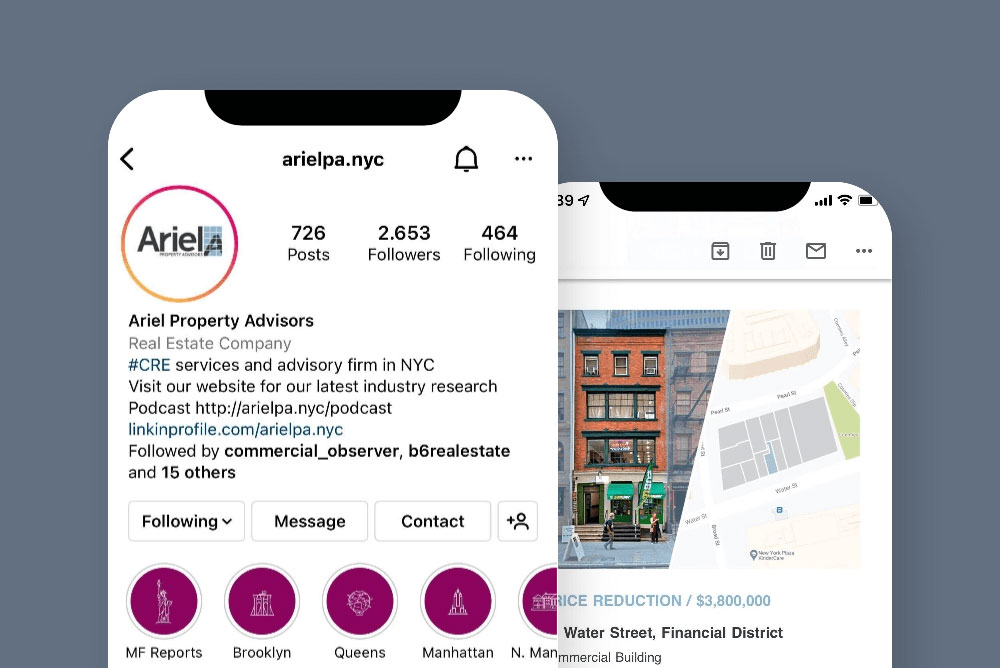 arielpa.nyc
Ariel
PROPERTY ADVISORS
726
Posts
2.653
Followers
464
Following
Ariel Property Advisors
Real Estate Company
#CRE services and advisory firm in NYC
Visit our website for our latest industry research
Podcast http://arielpa.nyc/podcast
linkinprofile.com/arielpa.nyc
Followed by commercial_observer, b6realestate
and 15 others
Following
Message
Contact
MF Reports
Brooklyn
Queens
Manhattan
N. Man
39
Pearl St
Pearl St
Water St
Water St
Broad St
B
New York Plaza
KinderCare
RICE REDUCTION / $3,800,000
Water Street, Financial District
mmercial Building